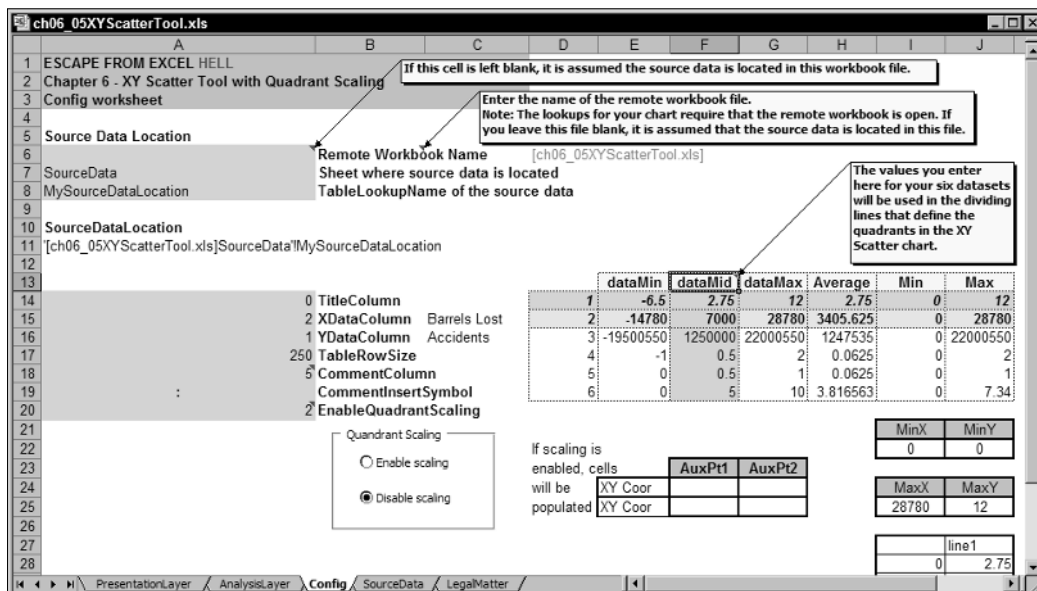 ch06_05XYScatterTool.xls
A B C D E F G H I J
1 ESCAPE FROM EXCEL HELL
2 Chapter 6 - XY Scatter Tool with Quadrant Scaling
3 Config worksheet
If this cell is left blank, it is assumed the source data is located in this workbook file.
Enter the name of the remote workbook file.
Note: The lookups for your chart require that the remote workbook is open. If
you leave this file blank, it is assumed that the source data is located in this file.
4
5 Source Data Location
6 Remote Workbook Name [ch06_05XYScatterTool.xls]
7 SourceData Sheet where source data is located
8 MySourceDataLocation TableLookupName of the source data
The values you enter
here for your six datasets
will be used in the dividing
lines that define the
quadrants in the XY
Scatter chart.
9
10 SourceDataLocation
11 '[ch06_05XYScatterTool.xls]SourceData'!MySourceDataLocation
12
13 dataMin dataMid dataMax Average Min Max
14 0 TitleColumn 1 -6.5 2.75 12 2.75 0 12
15 2 XDataColumn Barrels Lost 2 -14780 7000 28780 3405.625 0 28780
16 1 YDataColumn Accidents 3 -19500550 1250000 22000550 1247535 0 22000550
17 250 TableRowSize 4 -1 0.5 2 0.0625 0 2
18 5 CommentColumn 5 0 0.5 1 0.0625 0 1
19 : CommentInsertSymbol 6 0 5 10 3.816563 0 7.34
20 2 EnableQuadrantScaling
21 Quandrant Scaling MinX MinY
22 Enable scaling If scaling is 0 0
23 enabled, cells AuxPt1 AuxPt2
24 Disable scaling will be XY Coor MaxX MaxY
25 populated XY Coor 28780 12
26
27 line1
28 0 2.75
PresentationLayer AnalysisLayer Config SourceData LegalMatter